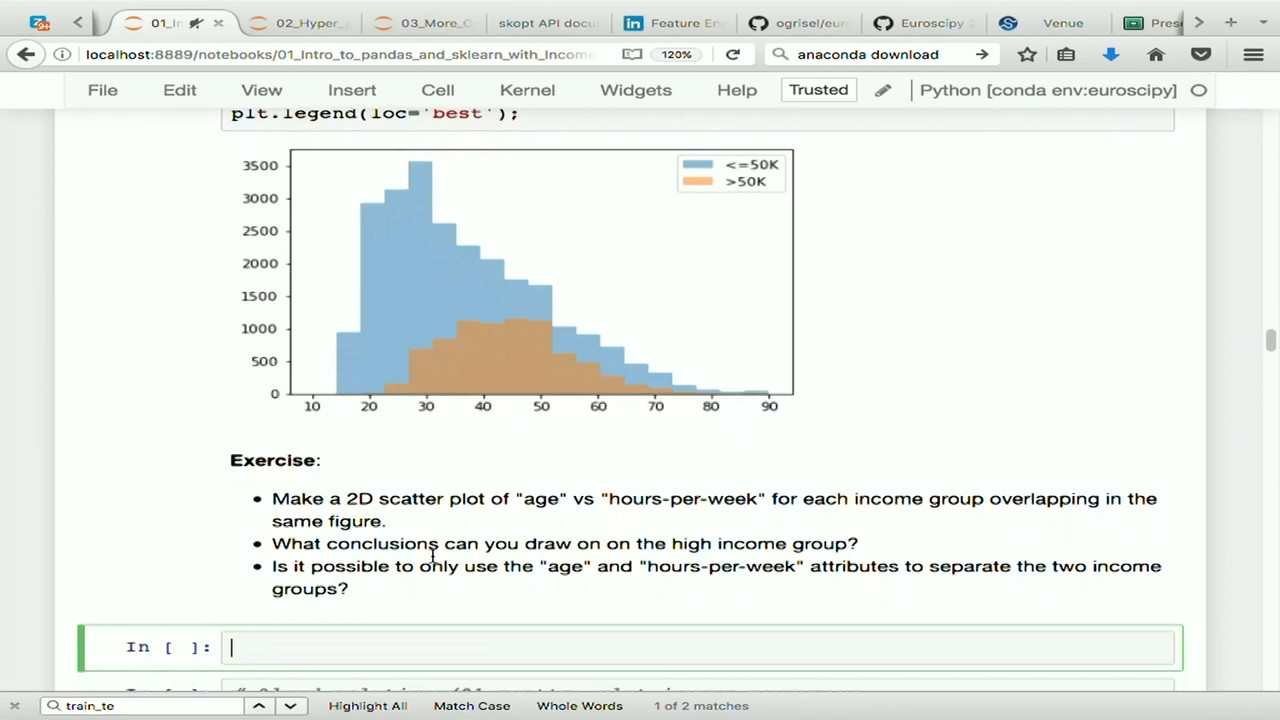 01_In
02_Hyper_
03_More_C
skopt API docu
Feature En
ogrisel/eur
Euroscipy
Venue
Pres
localhost:8889/notebooks/01_Intro_to_pandas_and_sklearn_with_Income
120%
anaconda download
File Edit View Insert Cell Kernel Widgets Help Trusted Python [conda env:euroscipy]
plt.legend(loc='best');
3500
3000
2500
2000
1500
1000
500
0
<=50K
>50K
10 20 30 40 50 60 70 80 90
Exercise:
Make a 2D scatter plot of "age" vs "hours-per-week" for each income group overlapping in the
same figure.
What conclusions can you draw on on the high income group?
Is it possible to only use the "age" and "hours-per-week" attributes to separate the two income
groups?
In [ ]:
train_te
Highlight All Match Case Whole Words 1 of 2 matches